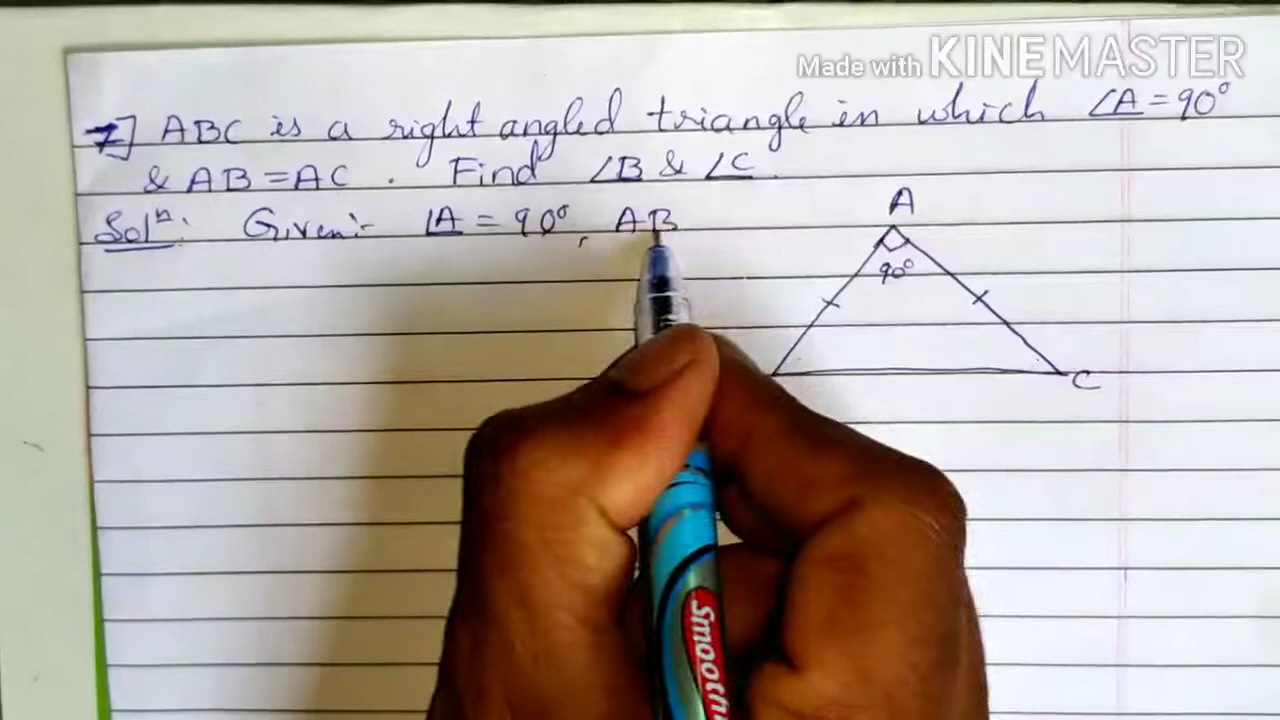 Made with KINEMASTER
7] ABC is a right angled triangle in which ∠A = 90°
& AB = AC . Find ∠B & ∠C.
Solⁿ: Given:- ∠A = 90°, AB
A
90°
C
Smooth